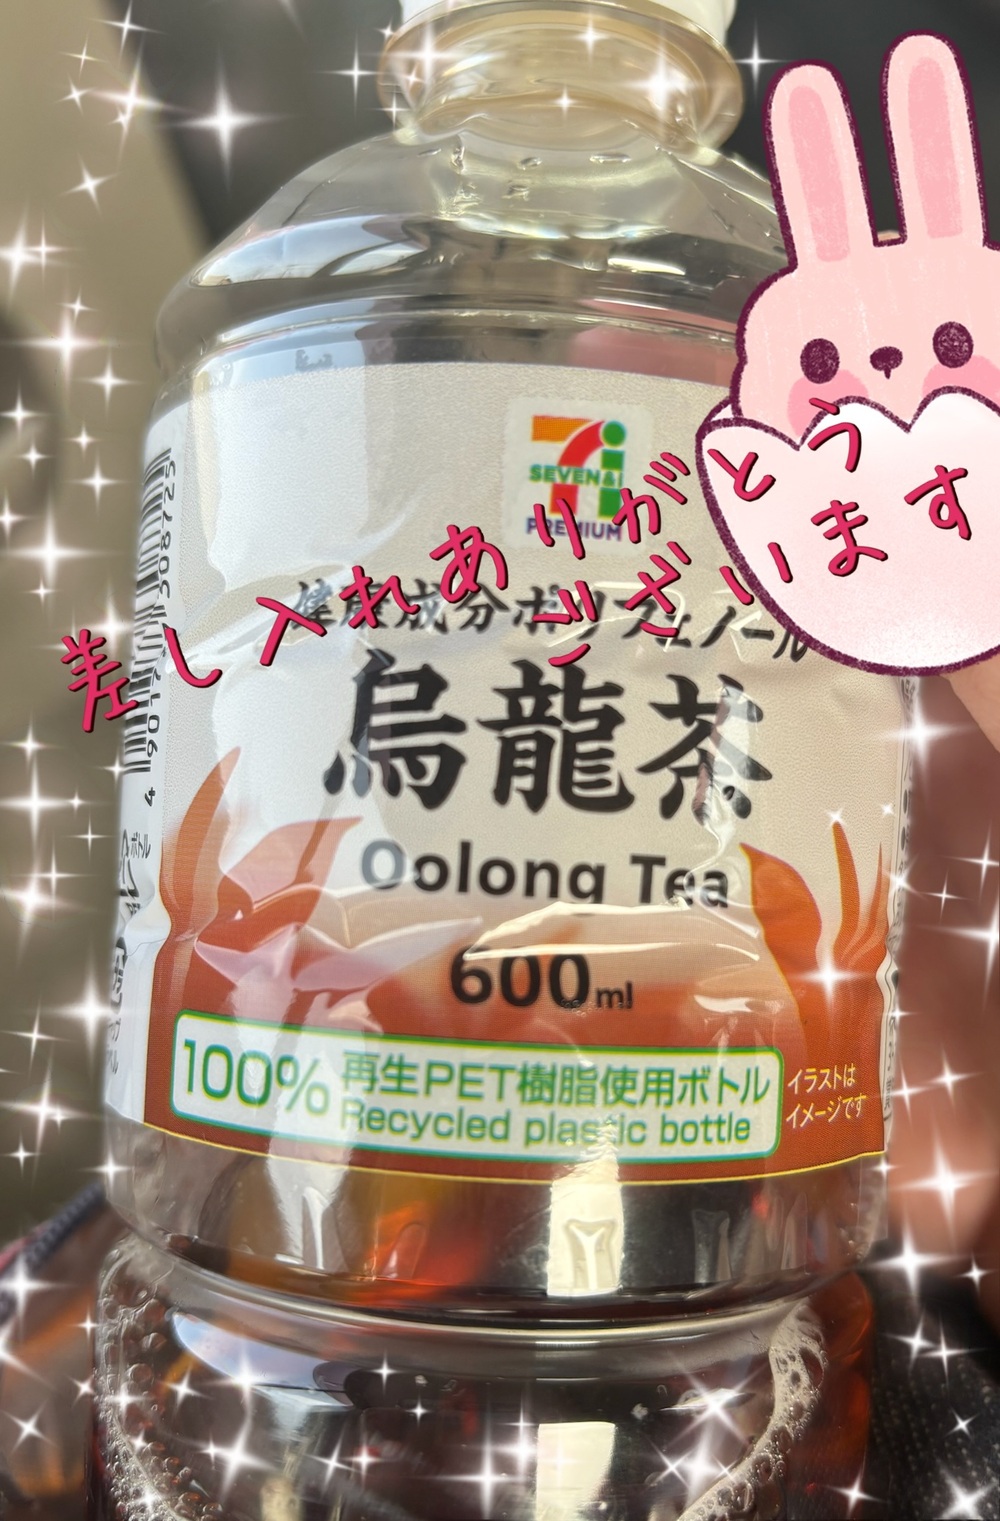 SEVEN&i
PREMIUM
差し入れありがとう
ございます
健康成分ポリフェノール
烏龍茶
Oolong Tea
600ml
100%再生PET樹脂使用ボトル
Recycled plastic bottle
イラストは
イメージです
ボトル